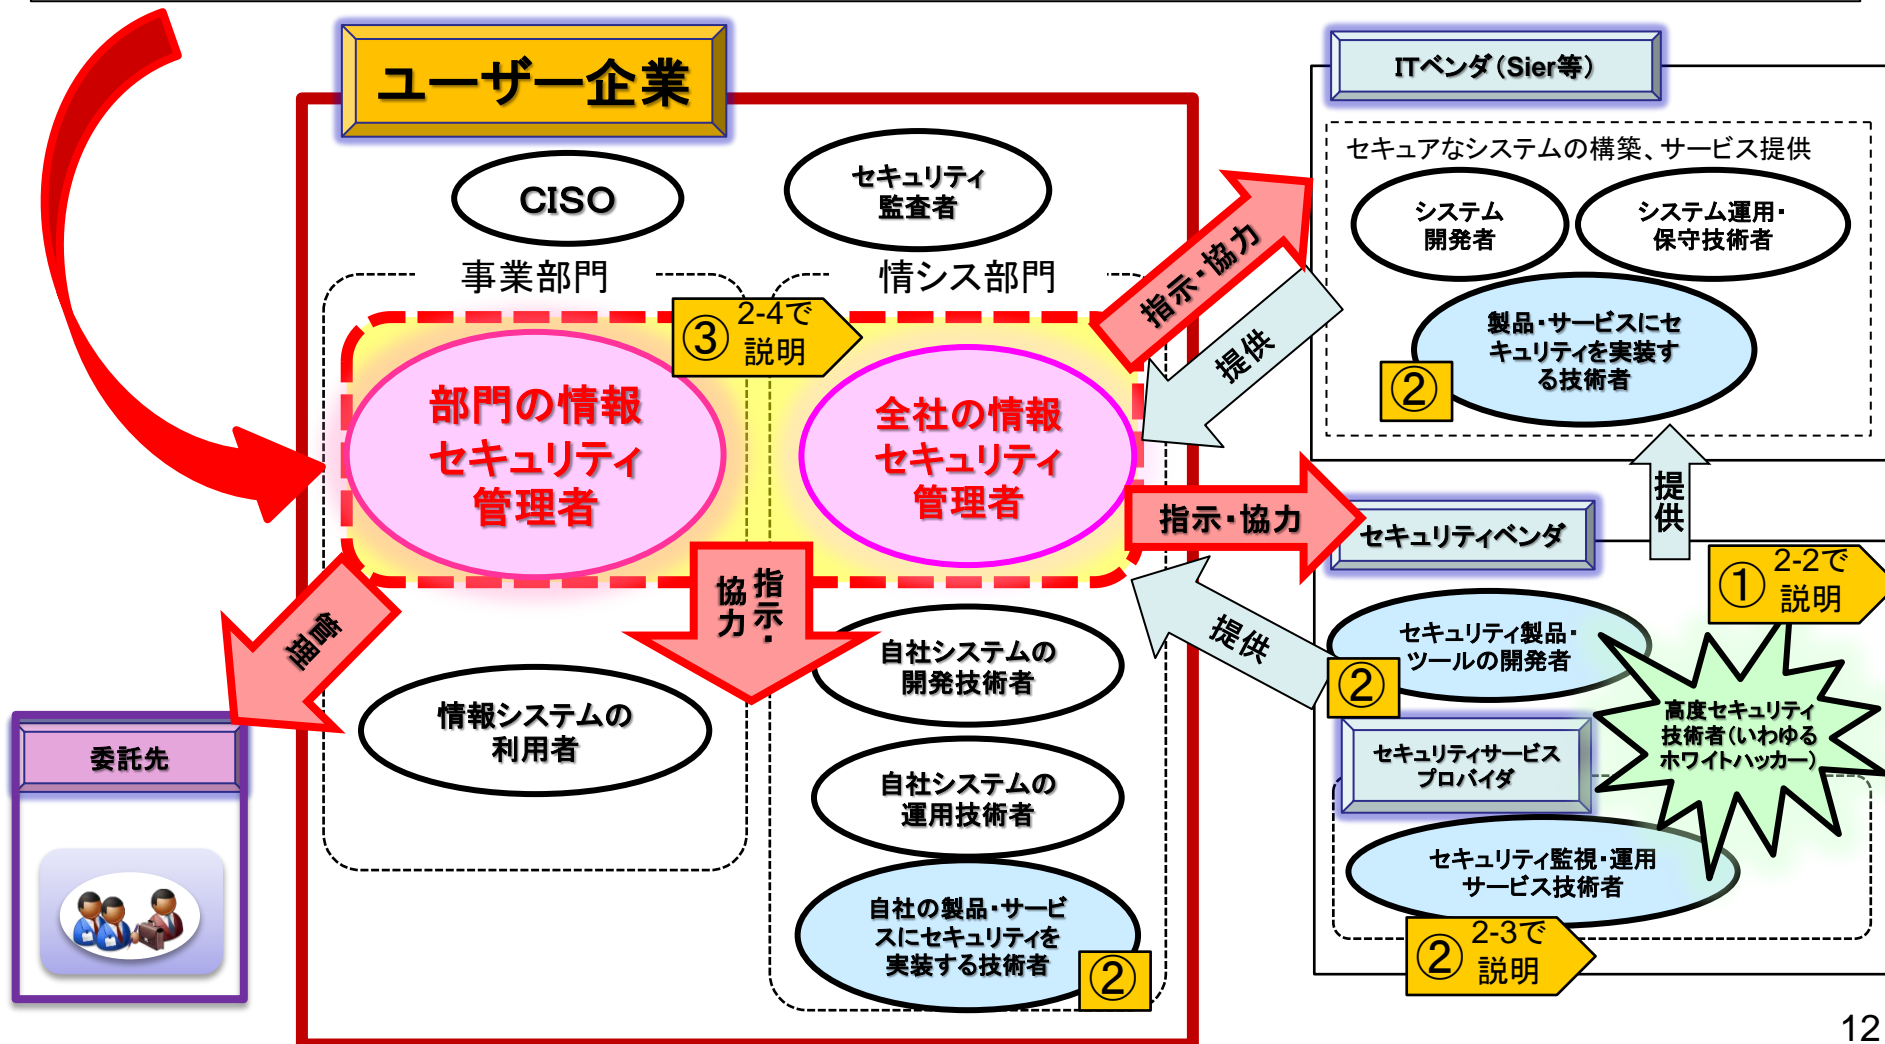 ユーザー企業
CISO
セキュリティ
監査者
事業部門
情シス部門
③
2-4で
説明
部門の情報
セキュリティ
管理者
全社の情報
セキュリティ
管理者
指示・協力
提供
指示・協力
提供
管理
指示・
協力
情報システムの
利用者
自社システムの
開発技術者
自社システムの
運用技術者
自社の製品・サービ
スにセキュリティを
実装する技術者
②
委託先
ITベンダ（Sier等）
セキュアなシステムの構築、サービス提供
システム
開発者
システム運用・
保守技術者
製品・サービスにセ
キュリティを実装す
る技術者
②
提供
セキュリティベンダ
①
2-2で
説明
セキュリティ製品・
ツールの開発者
②
高度セキュリティ
技術者（いわゆる
ホワイトハッカー）
セキュリティサービス
プロバイダ
セキュリティ監視・運用
サービス技術者
②
2-3で
説明
12